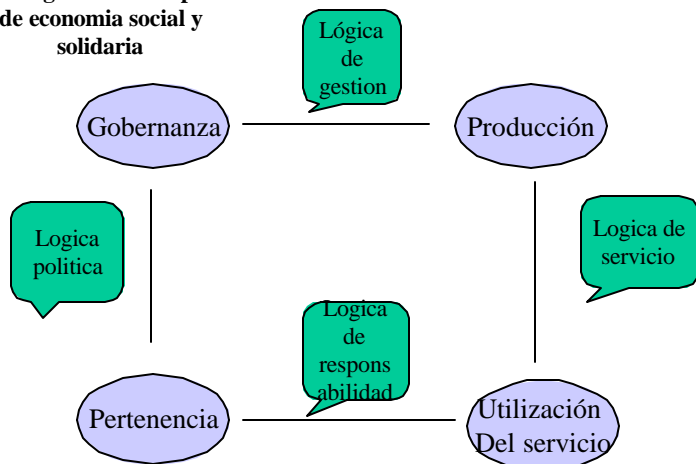 de economia social y
solidaria
Lógica
de
gestion
Gobernanza
Producción
Logica
politica
Logica de
servicio
Logica
de
respons
abilidad
Pertenencia
Utilización
Del servicio